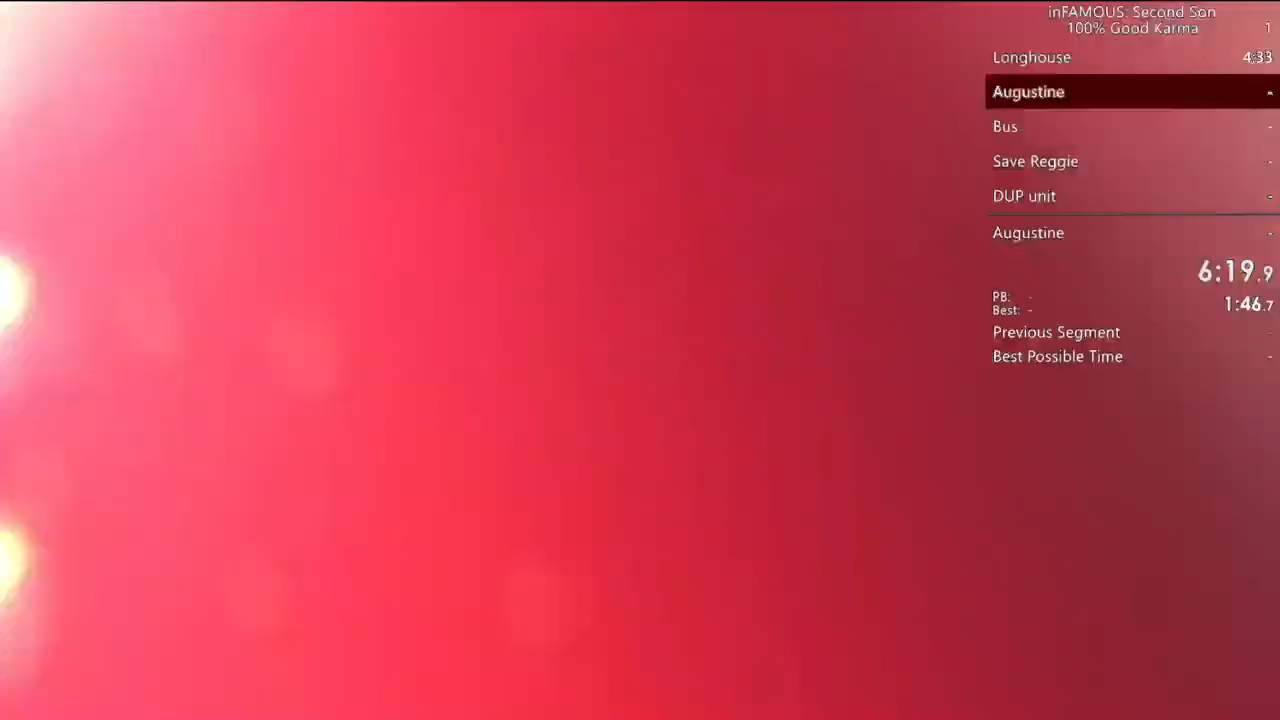 inFAMOUS: Second Son
100% Good Karma 1
Longhouse 4:33
Augustine -
Bus -
Save Reggie -
DUP unit -
Augustine -
6:19.9
PB: - 1:46.7
Best: -
Previous Segment -
Best Possible Time -